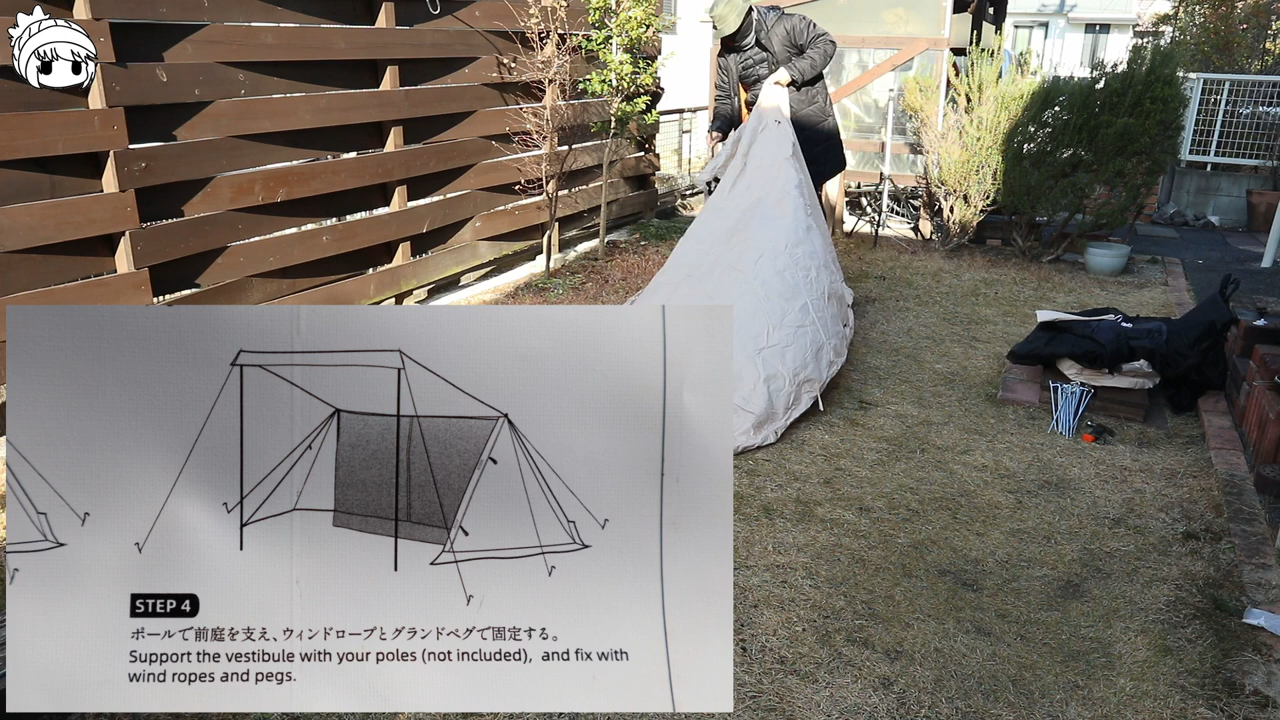 STEP 4
ポールで前庭を支え、ウィンドロープとグランドペグで固定する。
Support the vestibule with your poles (not included), and fix with
wind ropes and pegs.